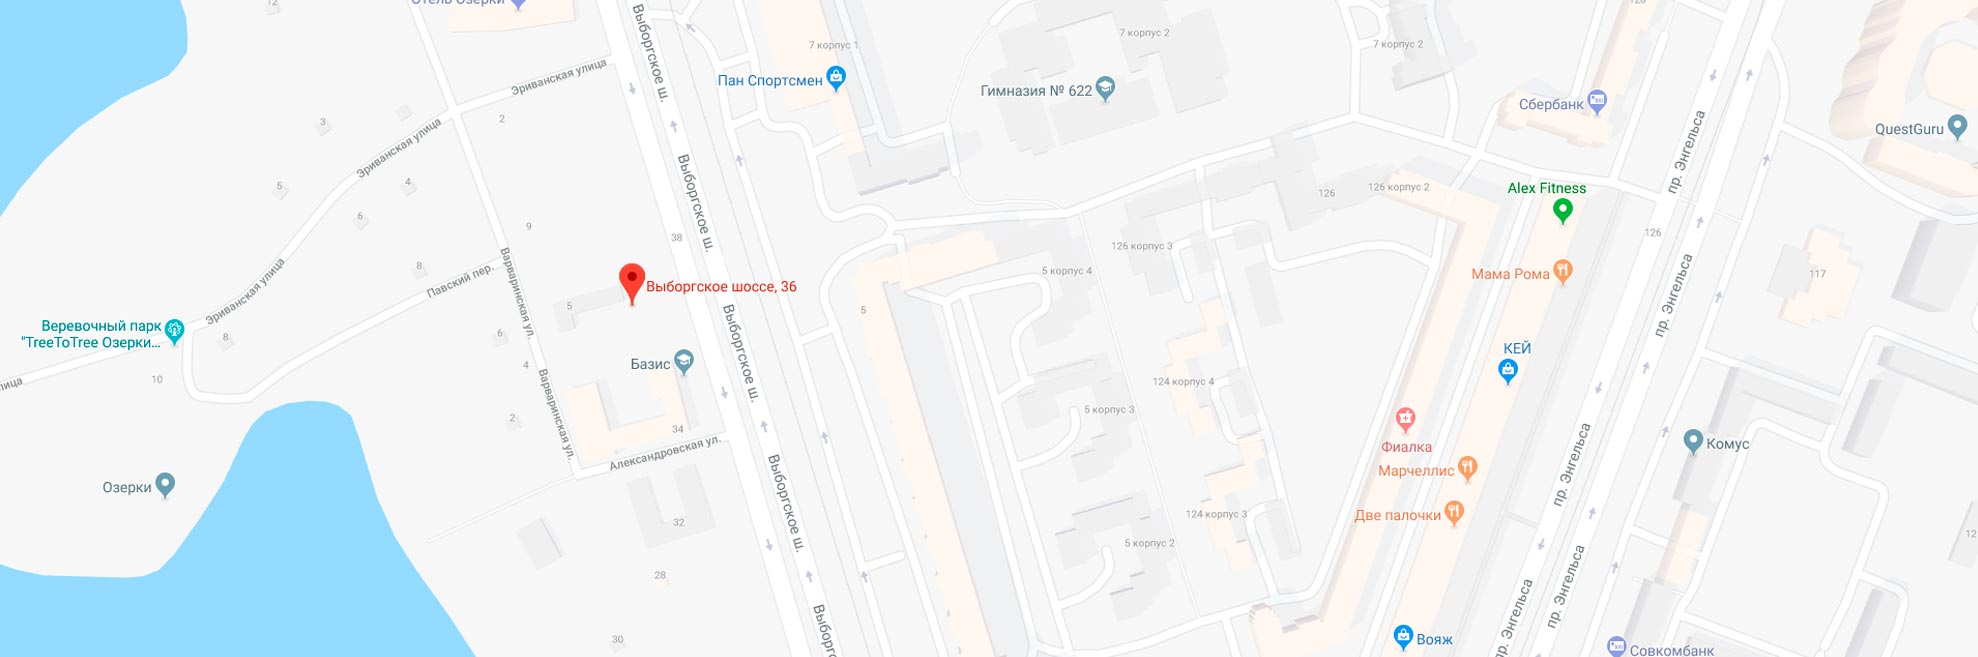 Отель Озерки
12
7 корпус 1
7 корпус 2
7 корпус 2
128
Выборгское ш.
Эриванская улица
Пан Спортсмен
Гимназия № 622
Сбербанк
QuestGuru
пр. Энгельса
3
2
Эриванская улица
Выборгское ш.
5
4
6
126
126 корпус 2
Alex Fitness
9
38
126 корпус 3
126
8
Павский пер.
Варваринская ул.
Эриванская улица
5 корпус 4
Мама Рома
117
пр. Энгельса
Выборгское шоссе, 36
5
5
Веревочный парк
"TreeToTree Озерки...
8
6
Выборгское ш.
КЕЙ
Базис
4
10
улица
124 корпус 4
Варваринская ул.
2
5 корпус 3
34
Александровская ул.
Фиалка
Марчеллис
Комус
пр. Энгельса
Озерки
Выборгское ш.
32
124 корпус 3
Две палочки
5 корпус 2
12
28
пр. Энгельса
пр. Энгельса
30
Выборгс
Вояж
Совкомбанк